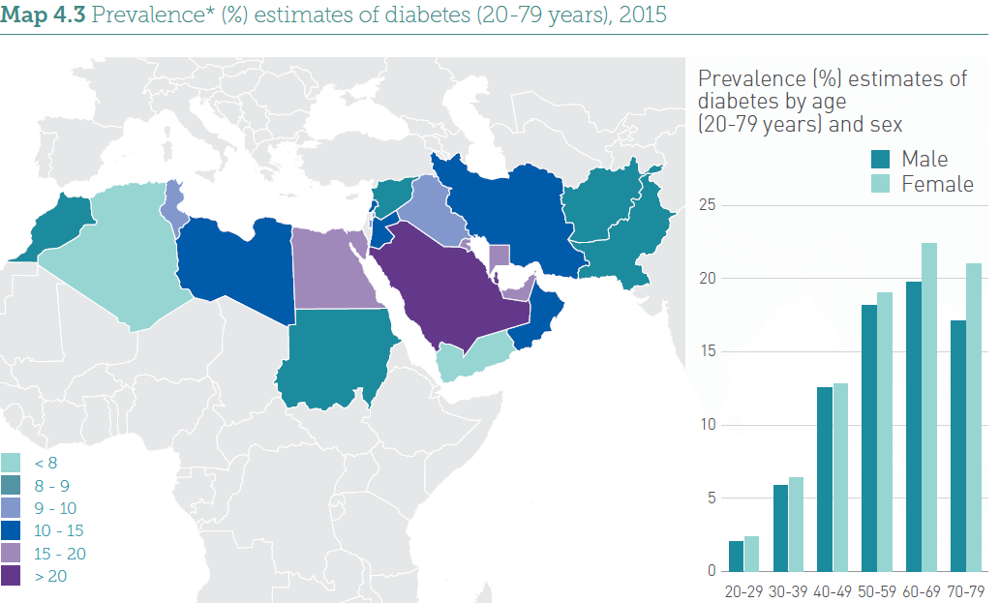 Map 4.3 Prevalence* (%) estimates of diabetes (20-79 years), 2015
Prevalence (%) estimates of
diabetes by age
(20-79 years) and sex
Male
Female
25
20
15
10
5
0
20-29 30-39 40-49 50-59 60-69 70-79
< 8
8 - 9
9 - 10
10 - 15
15 - 20
> 20